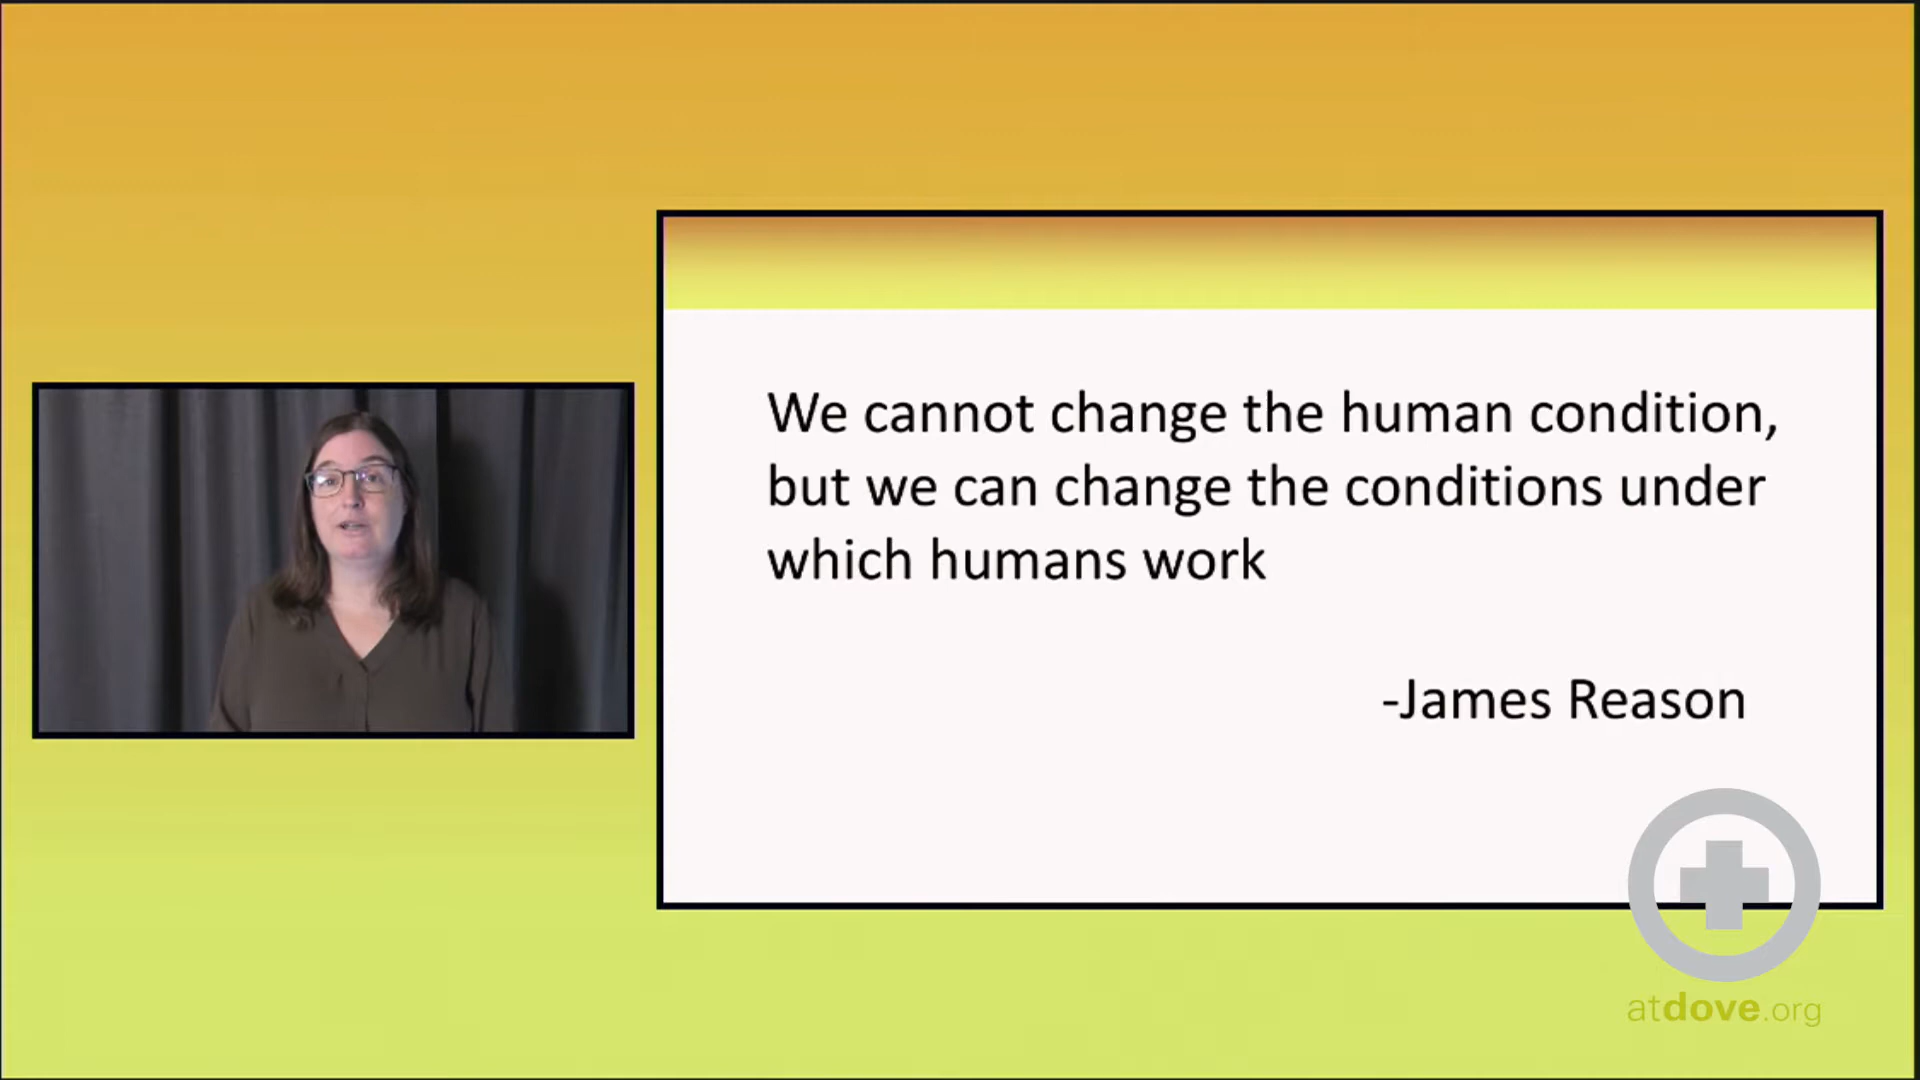 We cannot change the human condition,
but we can change the conditions under
which humans work
-James Reason
atdove.org